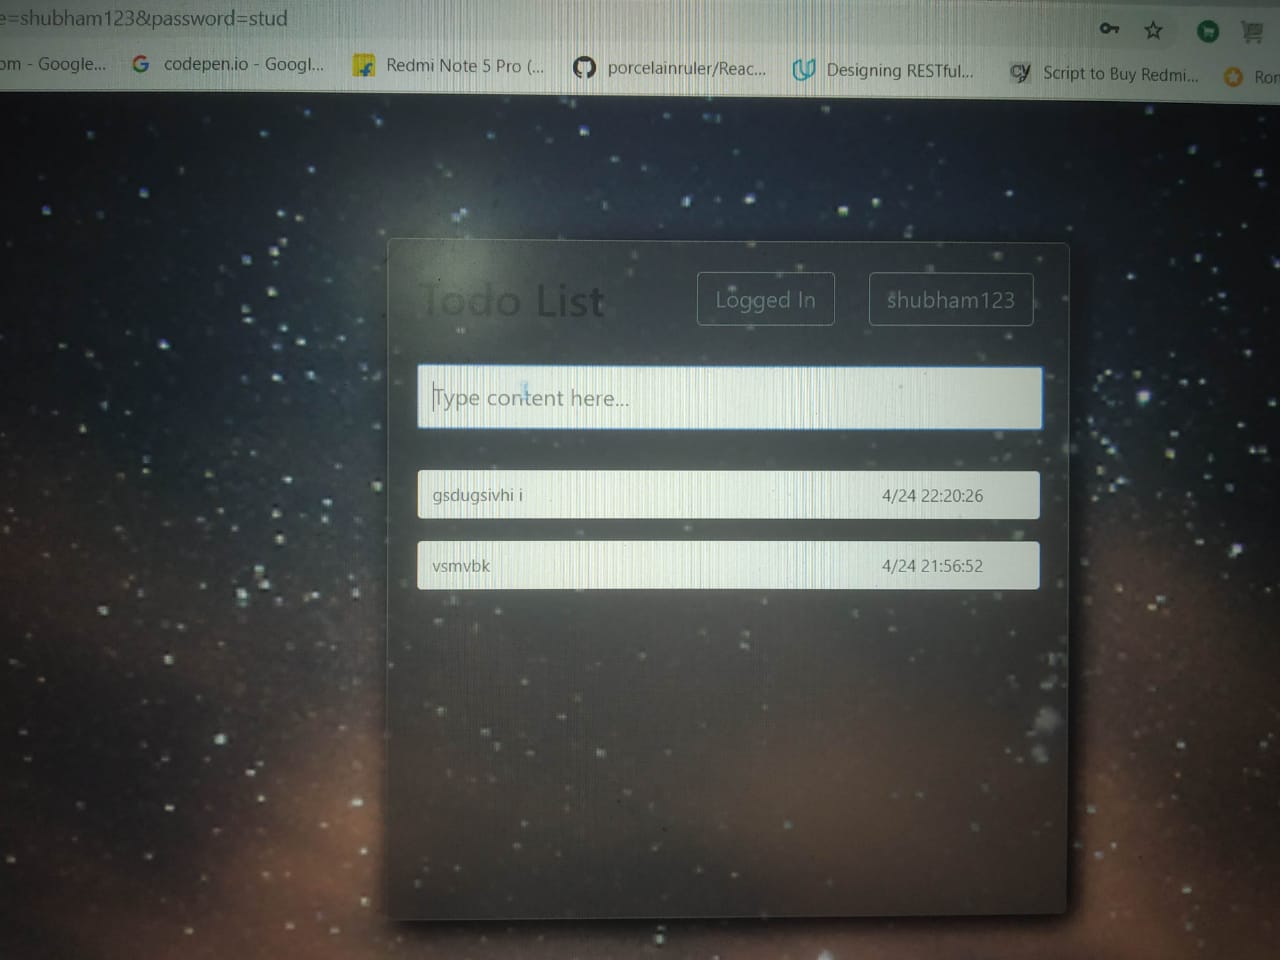 e=shubham123&password=stud
om - Google... codepen.io - Googl... Redmi Note 5 Pro (... porcelainruler/Reac... Designing RESTful... cy Script to Buy Redmi... Ror
Todo List Logged In shubham123
Type content here...
gsdugsivhi i 4/24 22:20:26
vsmvbk 4/24 21:56:52